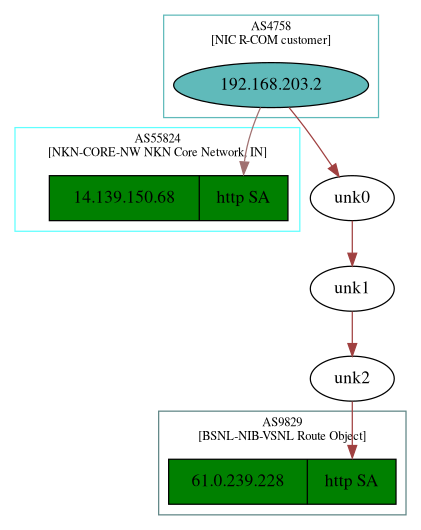 AS4758
[NIC R-COM customer]
192.168.203.2
AS55824
[NKN-CORE-NW NKN Core Network, IN]
14.139.150.68 http SA
unk0
unk1
unk2
AS9829
[BSNL-NIB-VSNL Route Object]
61.0.239.228 http SA